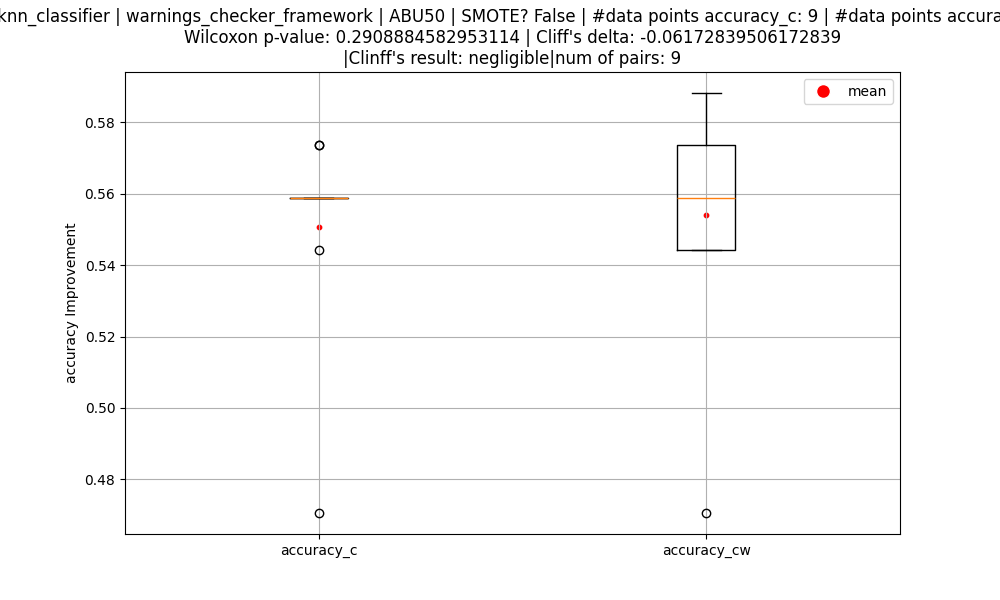 knn_classifier | warnings_checker_framework | ABU50 | SMOTE? False | #data points accuracy_c: 9 | #data points
Wilcoxon p-value: 0.2908884582953114 | Cliff's delta: -0.06172839506172839
|Clinff's result: negligible|num of pairs: 9
mean
0.58
0.56
0.54
0.52
0.50
0.48
accuracy Improvement
accuracy_c
accuracy_cw